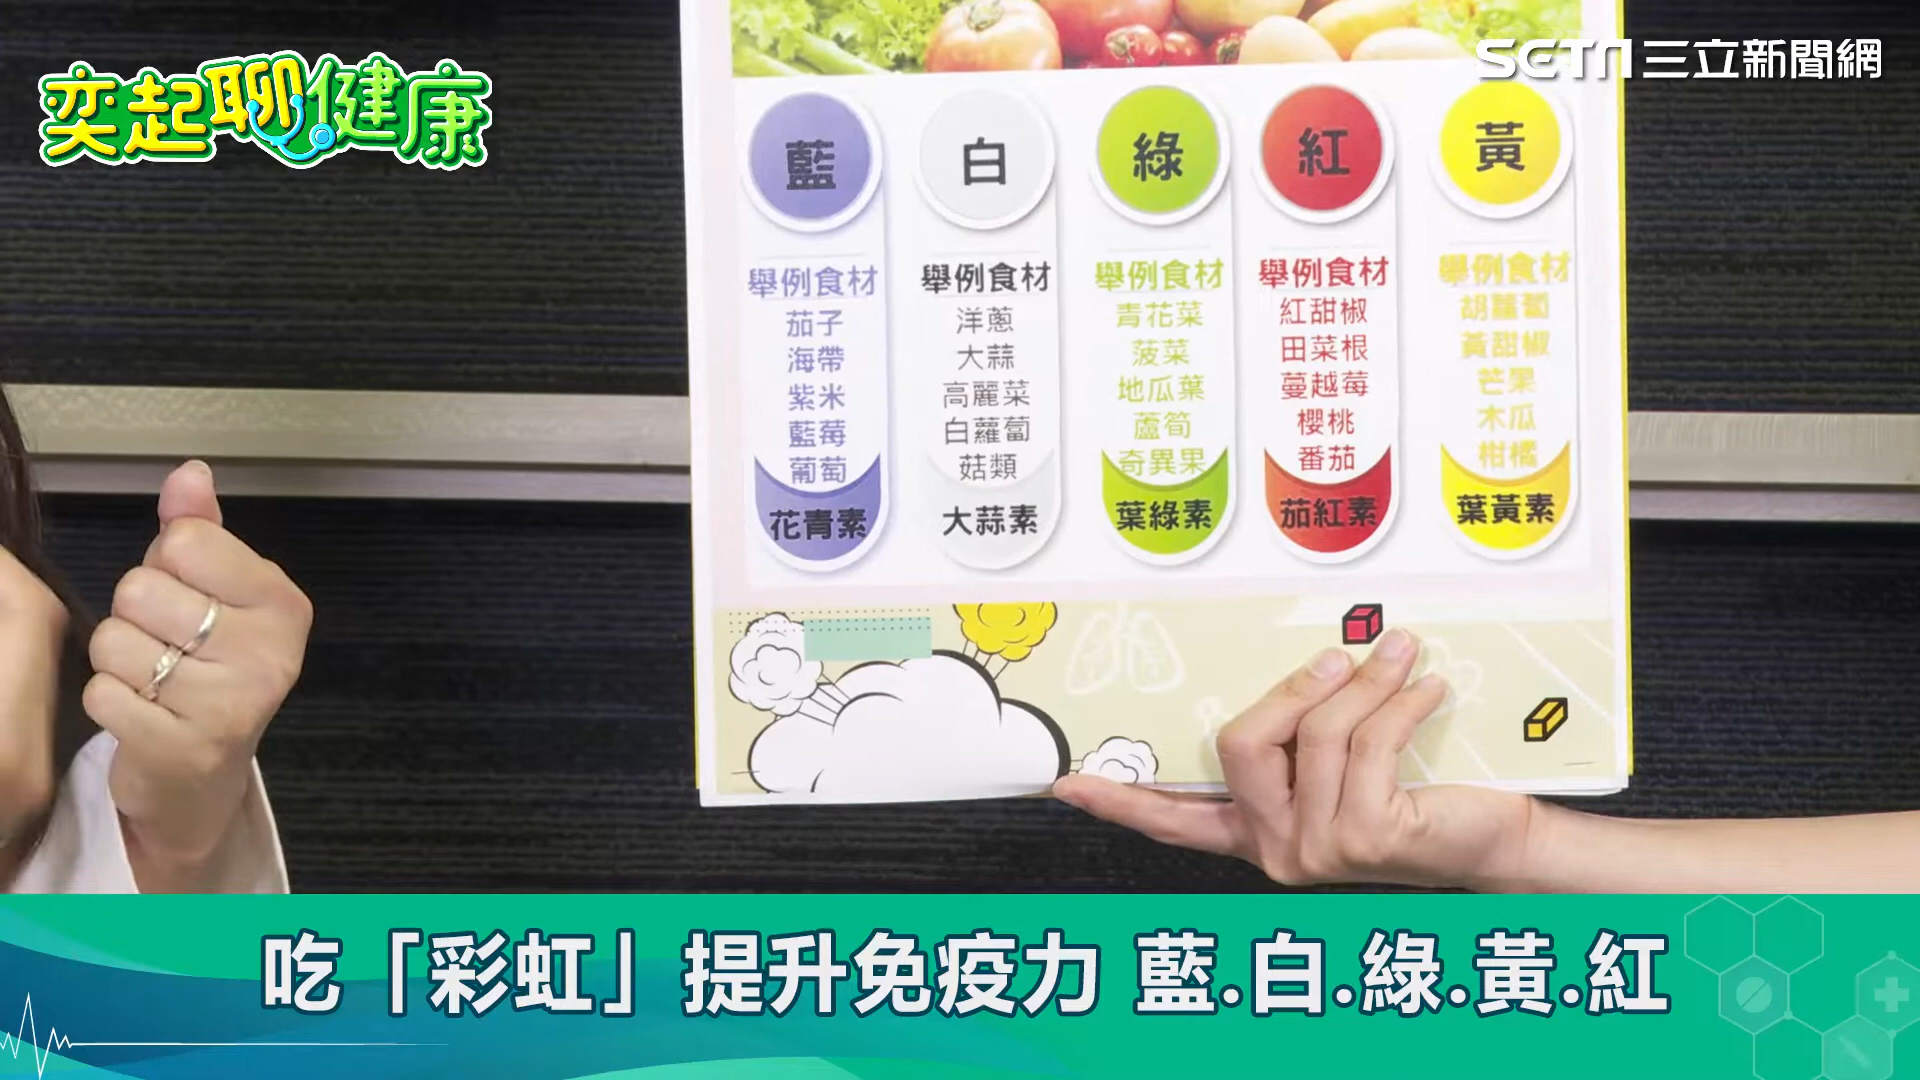 奕起聊健康
SETN三立新聞網
藍
舉例食材
茄子
海帶
紫米
藍莓
葡萄
花青素
白
舉例食材
洋蔥
大蒜
高麗菜
白蘿蔔
菇類
大蒜素
綠
舉例食材
青花菜
菠菜
地瓜葉
蘆筍
奇異果
葉綠素
紅
舉例食材
紅甜椒
甜菜根
蔓越莓
櫻桃
番茄
茄紅素
黃
舉例食材
胡蘿蔔
黃甜椒
芒果
木瓜
柑橘
葉黃素
吃「彩虹」提升免疫力 藍.白.綠.黃.紅